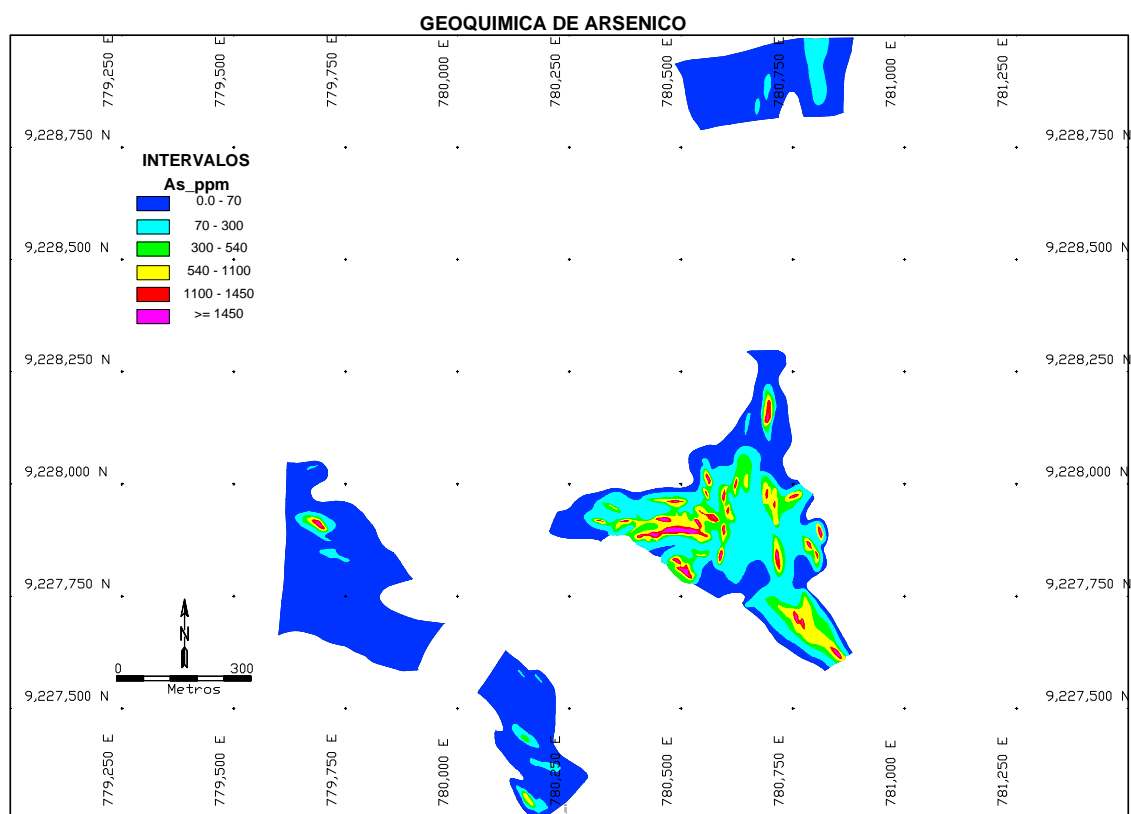 GEOQUIMICA DE ARSENICO
779,250 E
779,500 E
779,750 E
780,000 E
780,250 E
780,500 E
780,750 E
781,000 E
781,250 E
9,228,750 N
9,228,750 N
INTERVALOS
As_ppm
0.0 - 70
70 - 300
300 - 540
540 - 1100
1100 - 1450
>= 1450
9,228,500 N
9,228,500 N
9,228,250 N
9,228,250 N
9,228,000 N
9,228,000 N
9,227,750 N
9,227,750 N
N
0 300
Metros
9,227,500 N
9,227,500 N
779,250 E
779,500 E
779,750 E
780,000 E
780,250 E
780,500 E
780,750 E
781,000 E
781,250 E